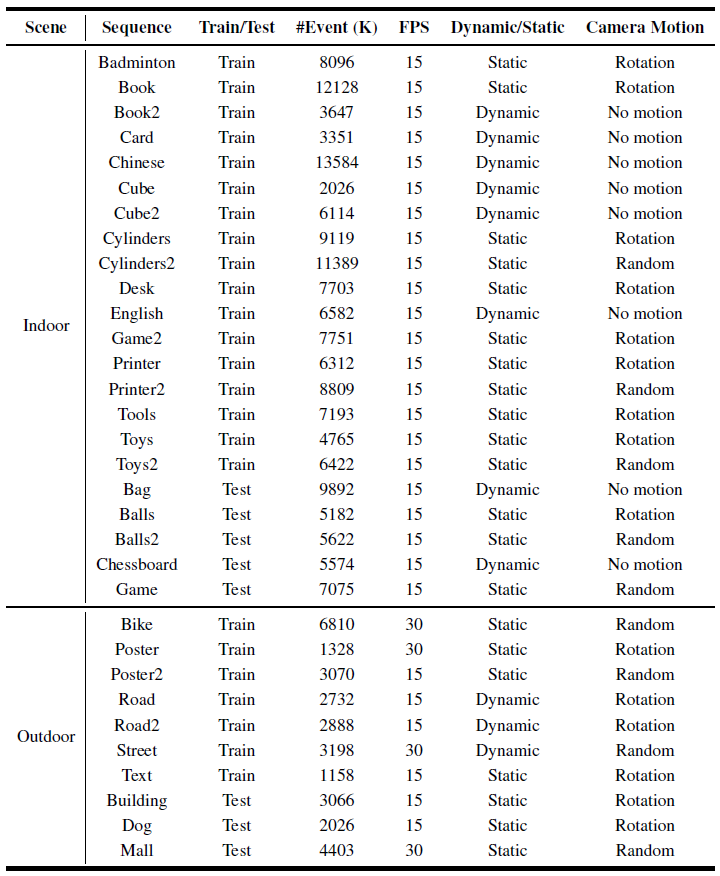 Scene Sequence Train/Test #Event (K) FPS Dynamic/Static Camera Motion
Badminton Train 8096 15 Static Rotation
Book Train 12128 15 Static Rotation
Book2 Train 3647 15 Dynamic No motion
Card Train 3351 15 Dynamic No motion
Chinese Train 13584 15 Dynamic No motion
Cube Train 2026 15 Dynamic No motion
Cube2 Train 6114 15 Dynamic No motion
Cylinders Train 9119 15 Static Rotation
Cylinders2 Train 11389 15 Static Random
Desk Train 7703 15 Static Rotation
English Train 6582 15 Dynamic No motion
Indoor
Game2 Train 7751 15 Static Rotation
Printer Train 6312 15 Static Rotation
Printer2 Train 8809 15 Static Random
Tools Train 7193 15 Static Rotation
Toys Train 4765 15 Static Rotation
Toys2 Train 6422 15 Static Random
Bag Test 9892 15 Dynamic No motion
Balls Test 5182 15 Static Rotation
Balls2 Test 5622 15 Static Random
Chessboard Test 5574 15 Dynamic No motion
Game Test 7075 15 Static Random
Bike Train 6810 30 Static Random
Poster Train 1328 30 Static Rotation
Poster2 Train 3070 15 Static Random
Road Train 2732 15 Dynamic Rotation
Road2 Train 2888 15 Dynamic Rotation
Outdoor
Street Train 3198 30 Dynamic Random
Text Train 1158 15 Static Rotation
Building Test 3066 15 Static Rotation
Dog Test 2026 15 Static Rotation
Mall Test 4403 30 Static Random